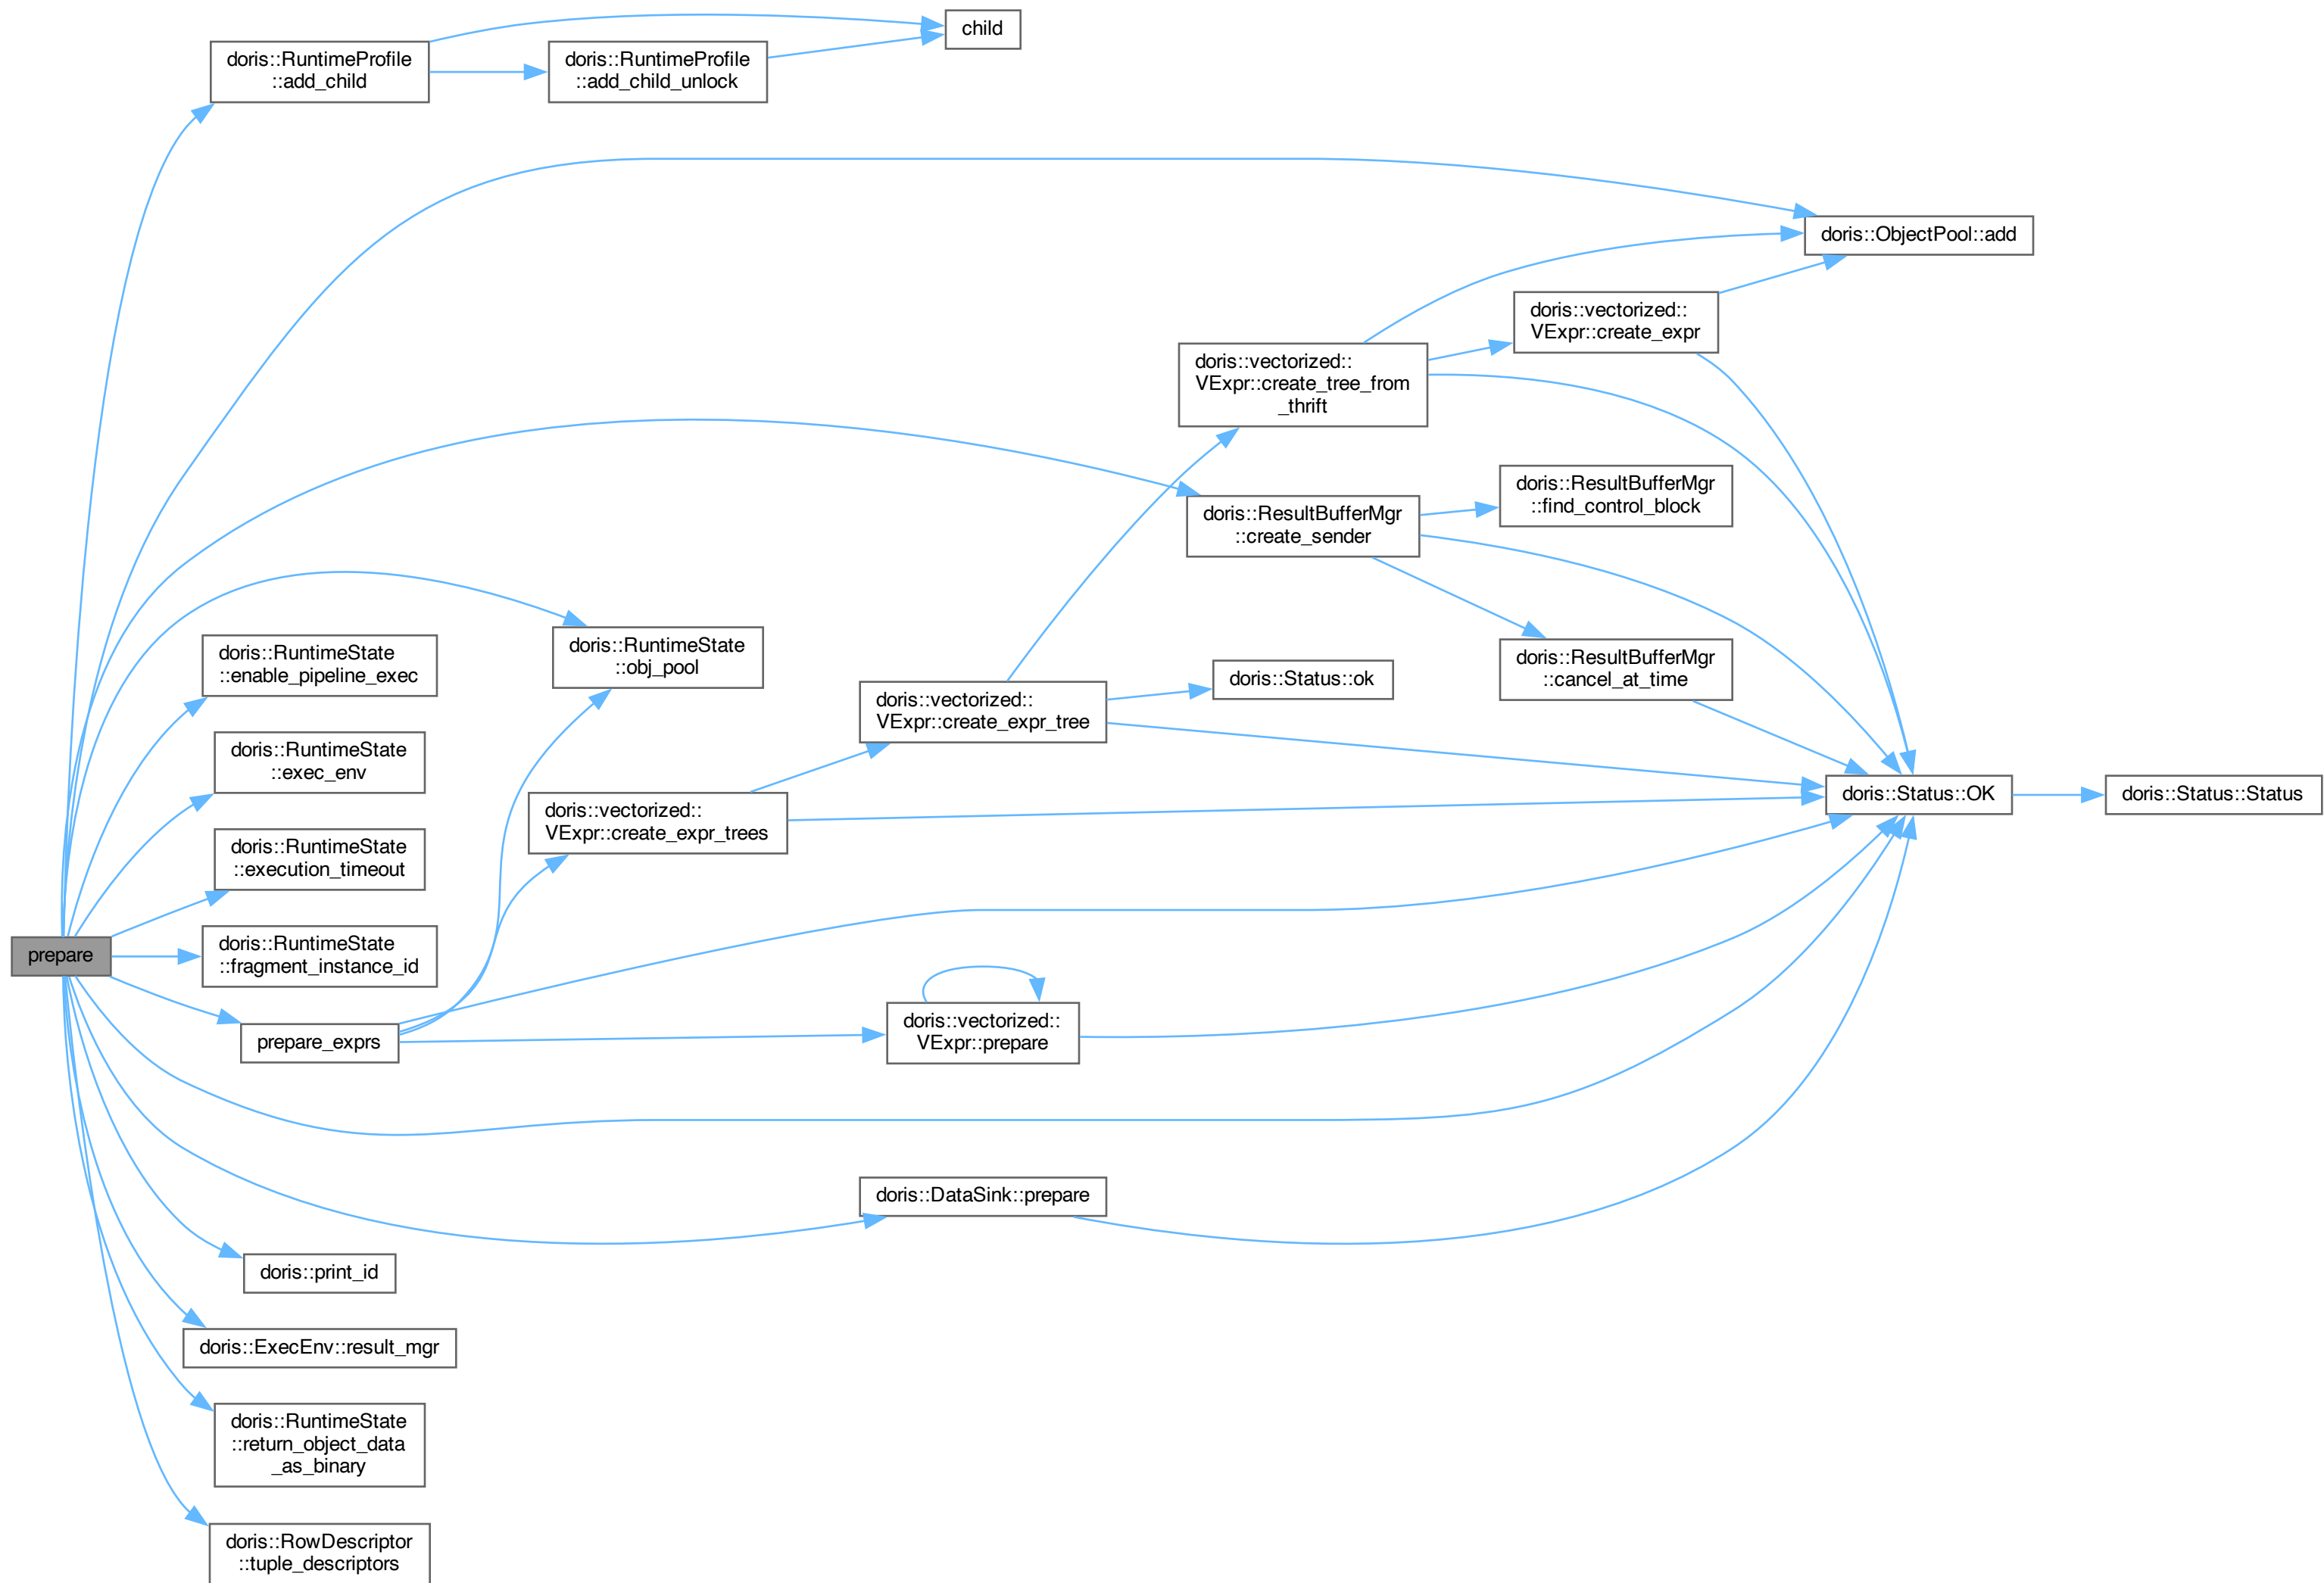 child
doris::RuntimeProfile
::add_child
doris::RuntimeProfile
::add_child_unlock
doris::ObjectPool::add
doris::vectorized::
VExpr::create_expr
doris::vectorized::
VExpr::create_tree_from
_thrift
doris::ResultBufferMgr
::find_control_block
doris::ResultBufferMgr
::create_sender
doris::RuntimeState
::enable_pipeline_exec
doris::RuntimeState
::obj_pool
doris::Status::ok
doris::ResultBufferMgr
::cancel_at_time
doris::vectorized::
VExpr::create_expr_tree
doris::RuntimeState
::exec_env
doris::vectorized::
VExpr::create_expr_trees
doris::Status::OK
doris::Status::Status
doris::RuntimeState
::execution_timeout
prepare
doris::RuntimeState
::fragment_instance_id
prepare_exprs
doris::vectorized::
VExpr::prepare
doris::DataSink::prepare
doris::print_id
doris::ExecEnv::result_mgr
doris::RuntimeState
::return_object_data
_as_binary
doris::RowDescriptor
::tuple_descriptors